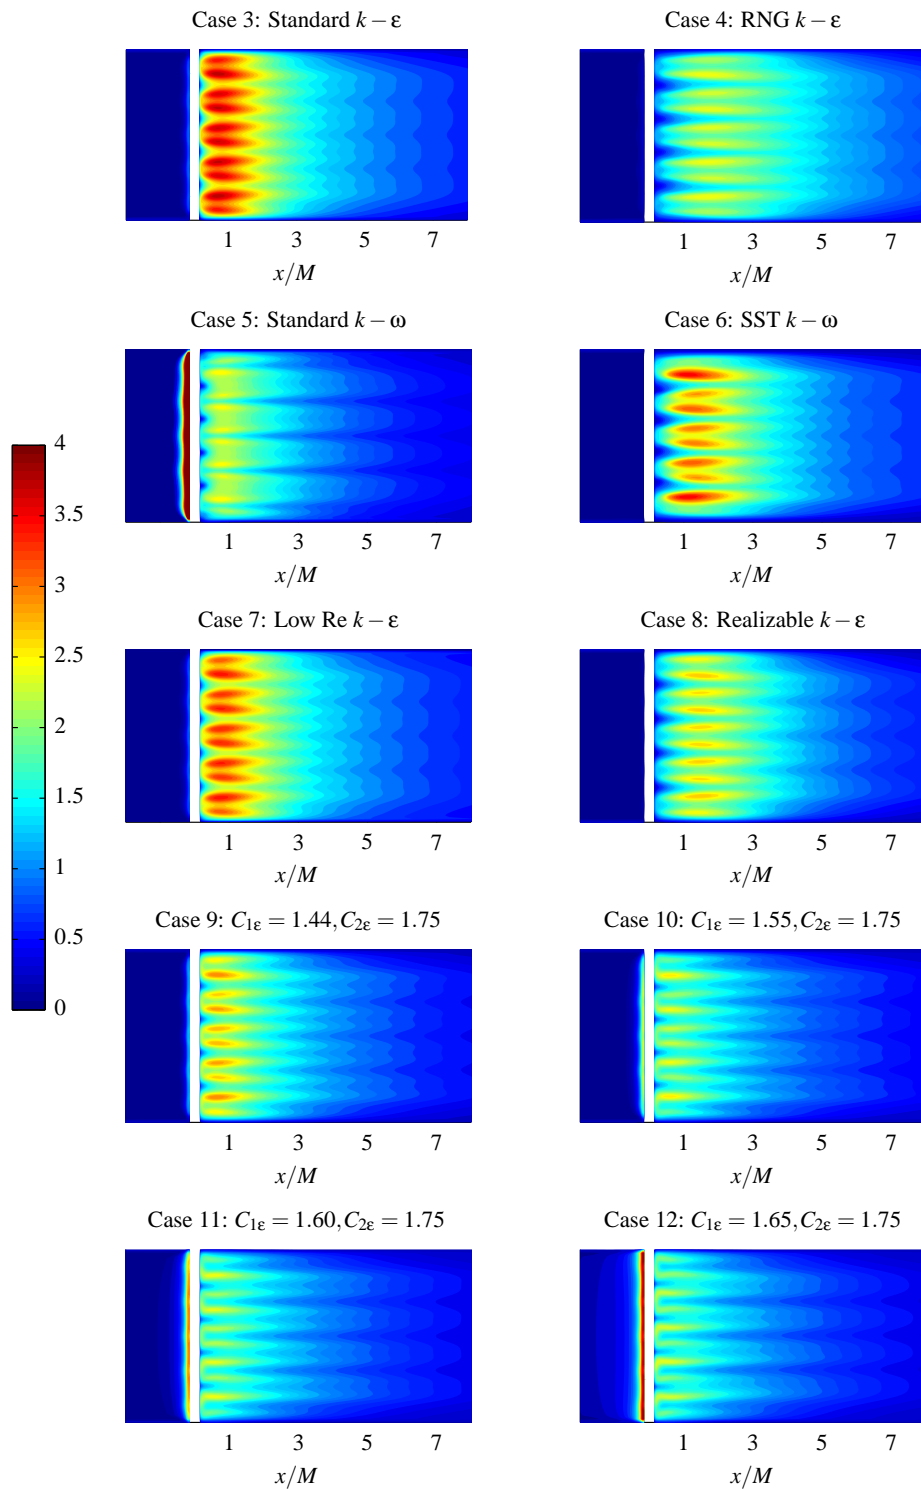 Case 3: Standard k − ε
Case 4: RNG k − ε
1 3 5 7
x/M
1 3 5 7
x/M
Case 5: Standard k − ω
Case 6: SST k − ω
1 3 5 7
x/M
1 3 5 7
x/M
4
3.5
3
2.5
2
1.5
1
0.5
0
Case 7: Low Re k − ε
Case 8: Realizable k − ε
1 3 5 7
x/M
1 3 5 7
x/M
Case 9: C1ε = 1.44, C2ε = 1.75
Case 10: C1ε = 1.55, C2ε = 1.75
1 3 5 7
x/M
1 3 5 7
x/M
Case 11: C1ε = 1.60, C2ε = 1.75
Case 12: C1ε = 1.65, C2ε = 1.75
1 3 5 7
x/M
1 3 5 7
x/M